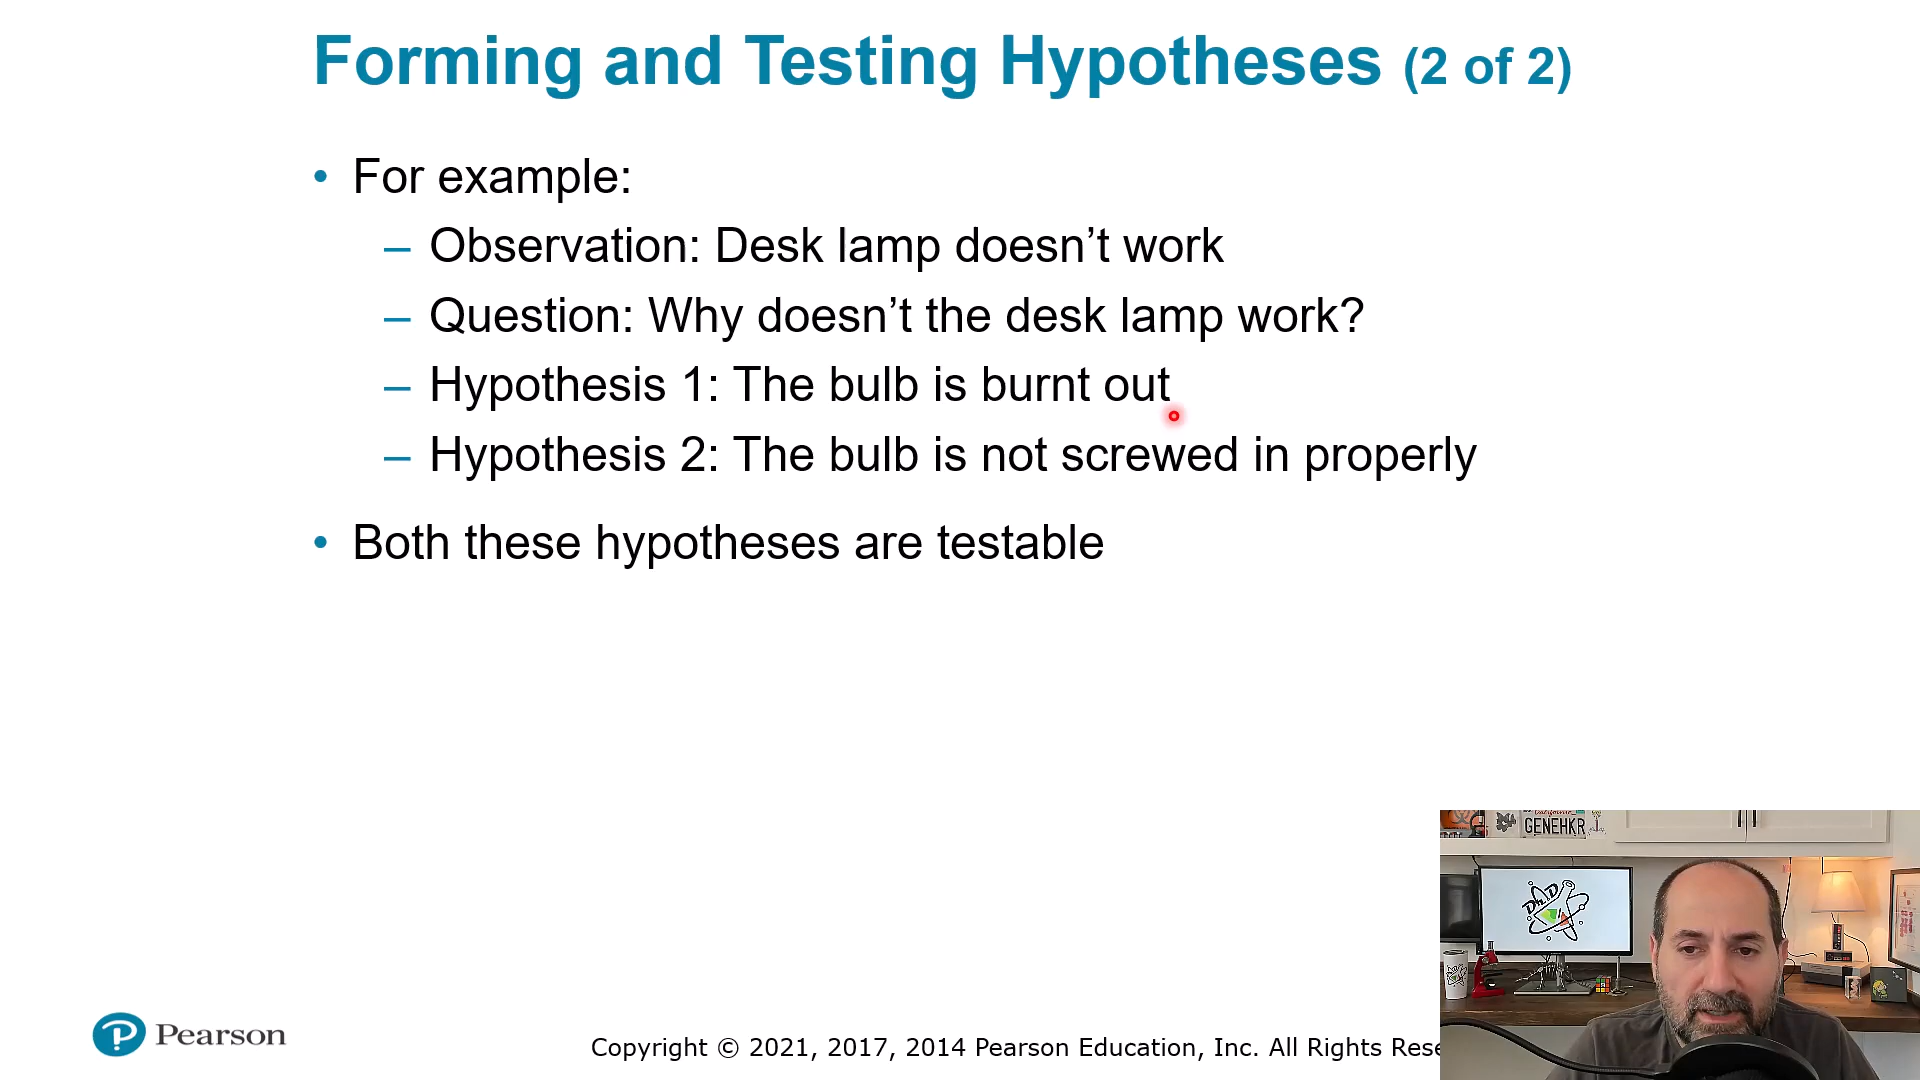 Forming and Testing Hypotheses (2 of 2)
• For example:
– Observation: Desk lamp doesn’t work
– Question: Why doesn’t the desk lamp work?
– Hypothesis 1: The bulb is burnt out
– Hypothesis 2: The bulb is not screwed in properly
• Both these hypotheses are testable
GENEHKR
Pearson
Copyright © 2021, 2017, 2014 Pearson Education, Inc. All Rights Rese